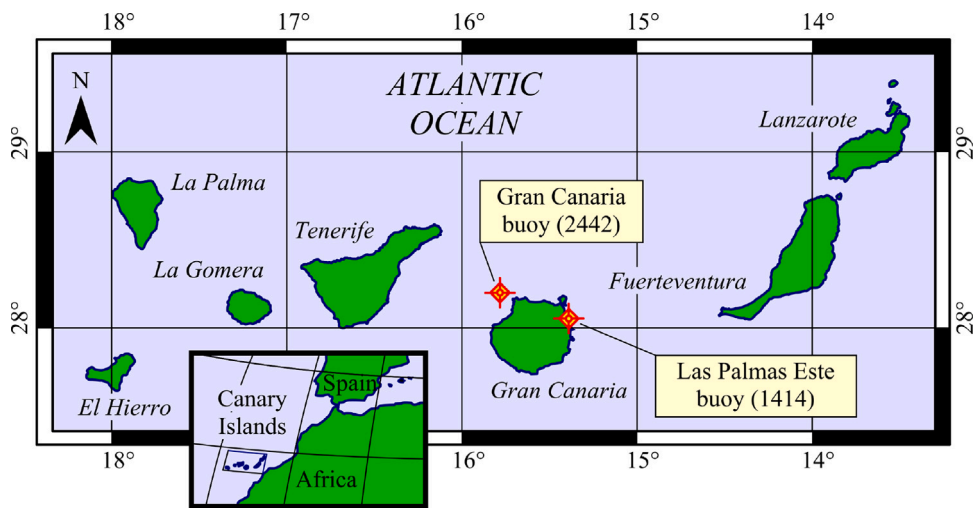 18°
17°
16°
15°
14°
N
ATLANTIC
OCEAN
Lanzarote
29°
29°
La Palma
Gran Canaria
buoy (2442)
Tenerife
La Gomera
Fuerteventura
28°
28°
El Hierro
Gran Canaria
Las Palmas Este
buoy (1414)
Spain
Canary
Islands
Africa
18°
16°
15°
14°